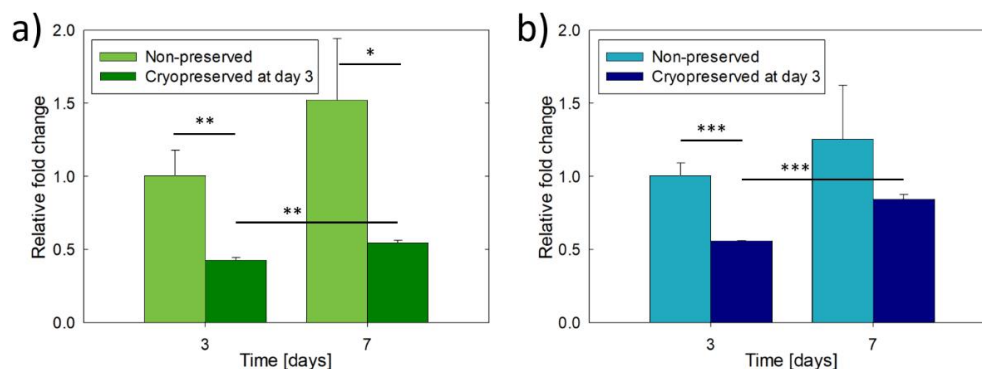 a)
Relative fold change
2.0
1.5
1.0
0.5
0.0
Non-preserved
Cryopreserved at day 3
**
*
**
3
7
Time [days]
b)
Relative fold change
2.0
1.5
1.0
0.5
0.0
Non-preserved
Cryopreserved at day 3
***
***
3
7
Time [days]